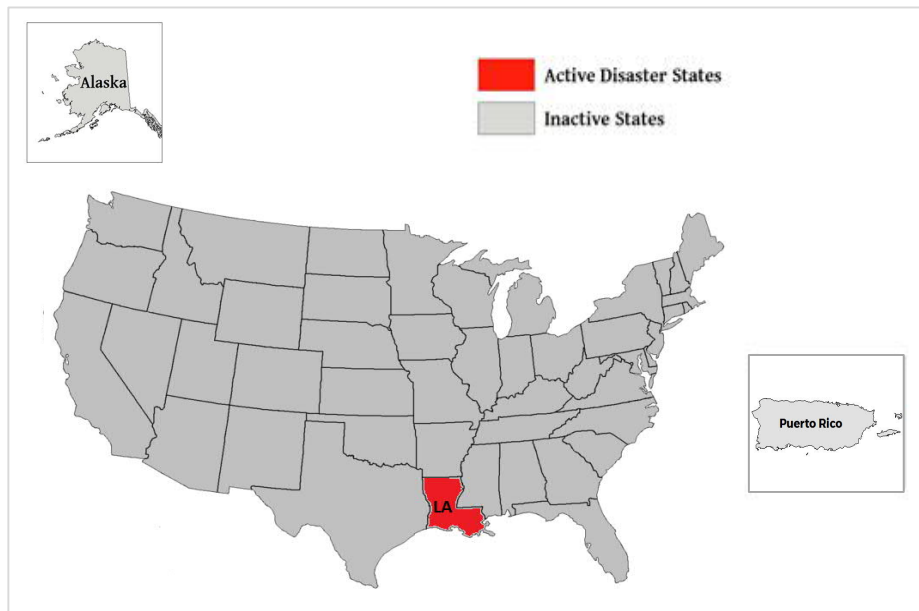 Alaska
Active Disaster States
Inactive States
Puerto Rico
LA